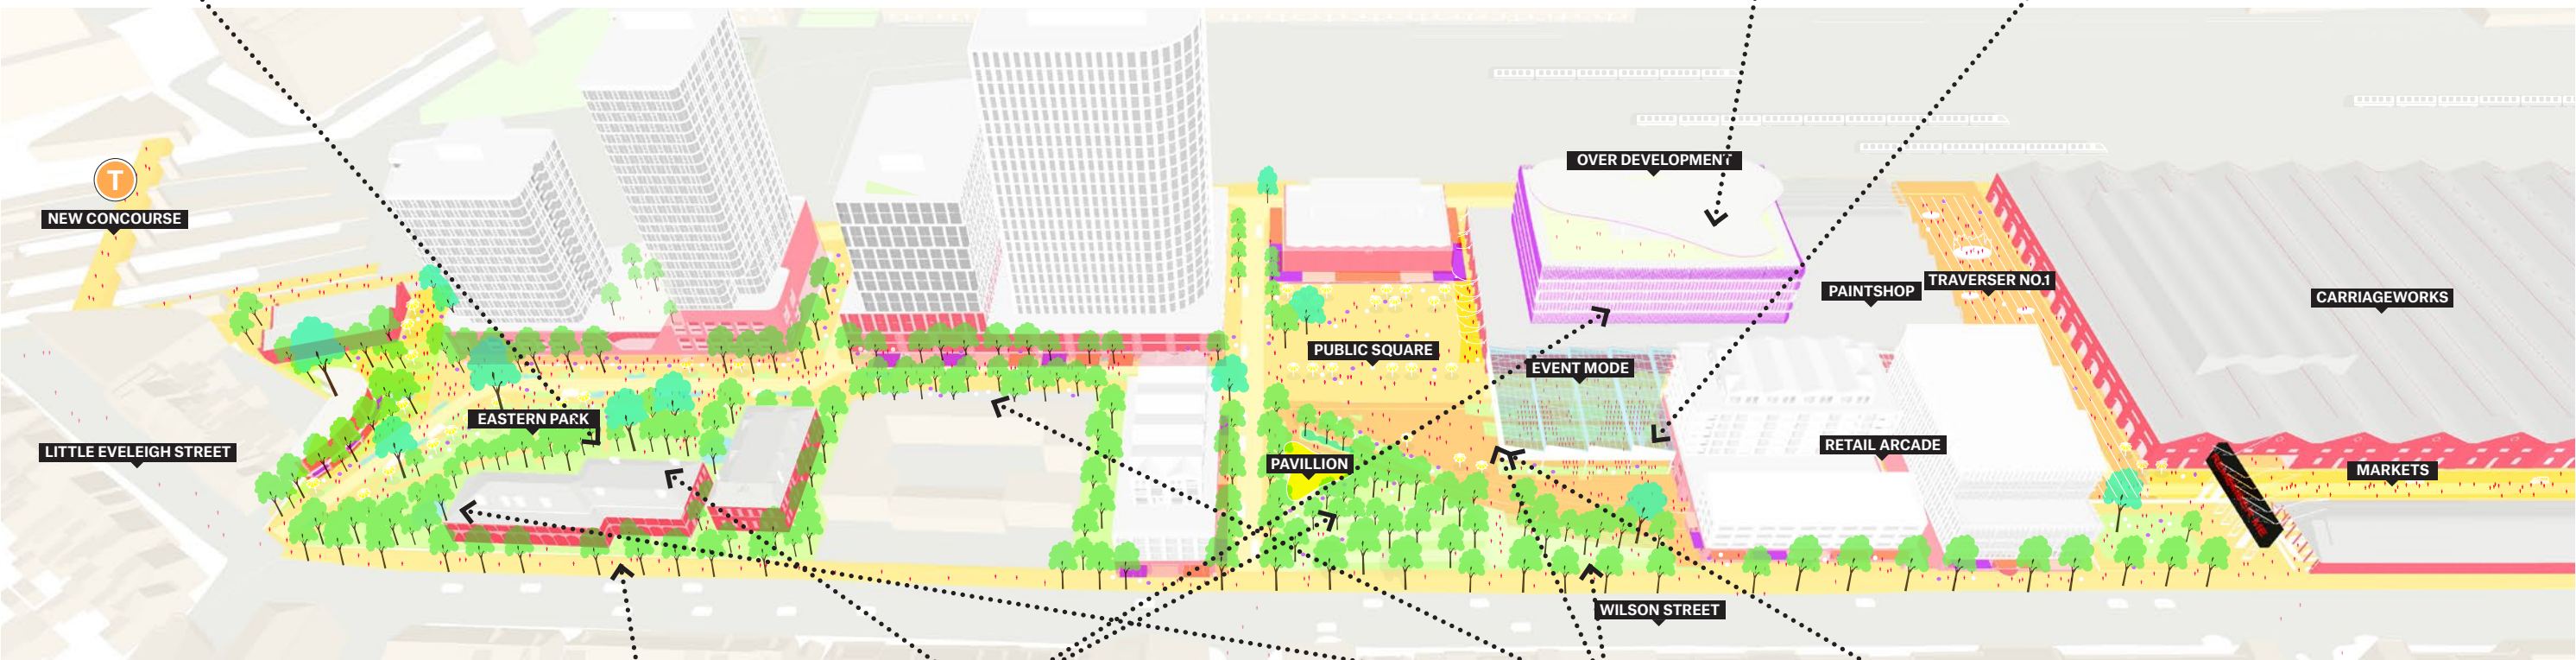 OVER DEVELOPMENT
T
NEW CONCOURSE
TRAVERSER NO.1
PAINTSHOP
CARRIAGEWORKS
PUBLIC SQUARE
EVENT MODE
EASTERN PARK
LITTLE EVELEIGH STREET
RETAIL ARCADE
PAVILLION
MARKETS
WILSON STREET